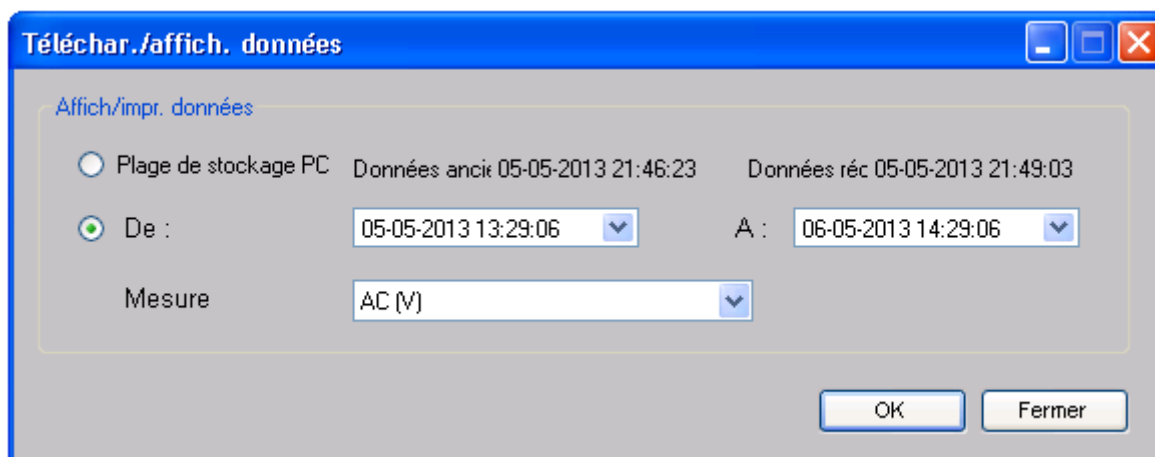 Téléchar./affich. données
Affich/impr. données
Plage de stockage PC Données ancie 05-05-2013 21:46:23 Données réc 05-05-2013 21:49:03
De : 05-05-2013 13:29:06 A : 06-05-2013 14:29:06
Mesure AC (V)
OK Fermer